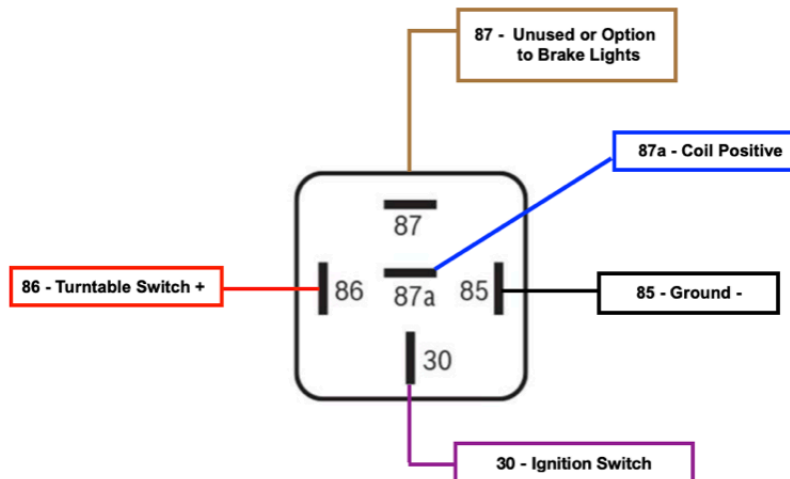 87 - Unused or Option
to Brake Lights
87a - Coil Positive
87
86 - Turntable Switch +
86
87a
85
85 - Ground -
30
30 - Ignition Switch